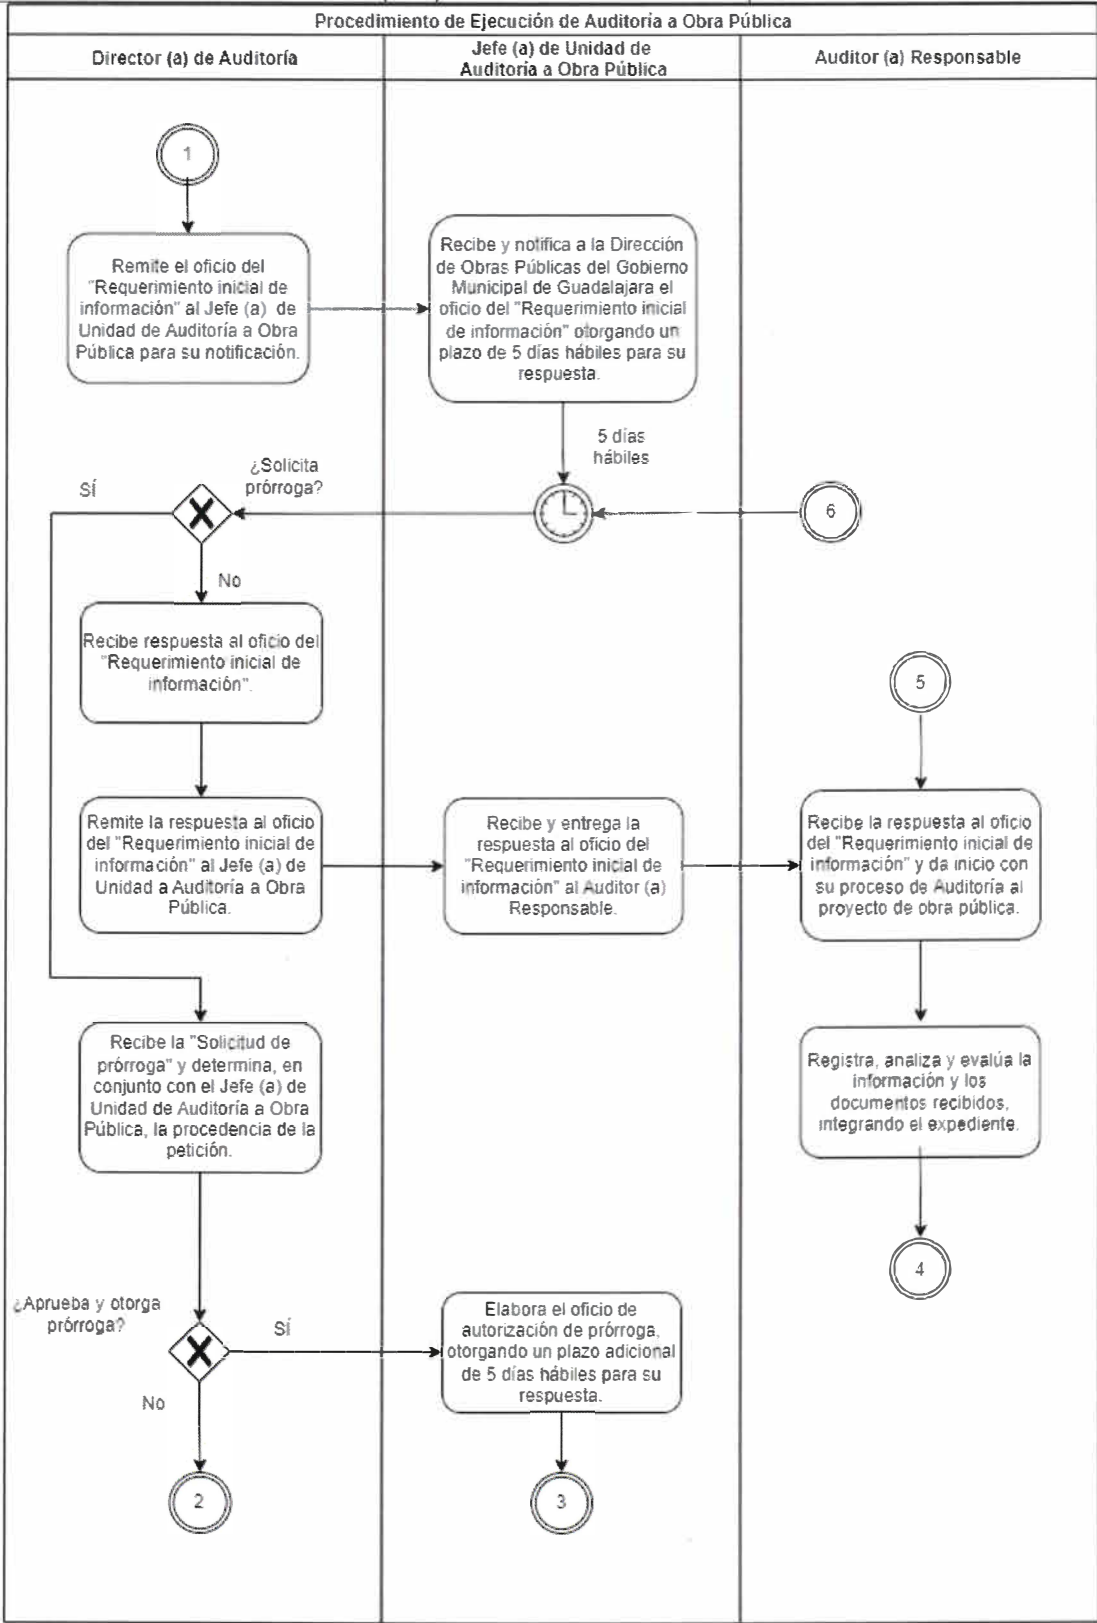 Procedimiento de Ejecución de Auditoría a Obra Pública
Director (a) de Auditoría
Jefe (a) de Unidad de
Auditoría a Obra Pública
Auditor (a) Responsable
1
Remite el oficio del
"Requerimiento inicial de
información" al Jefe (a) de
Unidad de Auditoría a Obra
Pública para su notificación.
Recibe y notifica a la Dirección
de Obras Públicas del Gobierno
Municipal de Guadalajara el
oficio del "Requerimiento inicial
de información" otorgando un
plazo de 5 días hábiles para su
respuesta.
5 días
hábiles
¿Solicita
prórroga?
SÍ
6
No
Recibe respuesta al oficio del
"Requerimiento inicial de
información".
5
Remite la respuesta al oficio
del "Requerimiento inicial de
información" al Jefe (a) de
Unidad a Auditoría a Obra
Pública.
Recibe y entrega la
respuesta al oficio del
"Requerimiento inicial de
información" al Auditor (a)
Responsable.
Recibe la respuesta al oficio
del "Requerimiento inicial de
información" y da inicio con
su proceso de Auditoría al
proyecto de obra pública.
Recibe la "Solicitud de
prórroga" y determina, en
conjunto con el Jefe (a) de
Unidad de Auditoría a Obra
Pública, la procedencia de la
petición.
Registra, analiza y evalúa la
información y los
documentos recibidos,
integrando el expediente.
4
¿Aprueba y otorga
prórroga?
SÍ
Elabora el oficio de
autorización de prórroga,
otorgando un plazo adicional
de 5 días hábiles para su
respuesta.
No
2
3